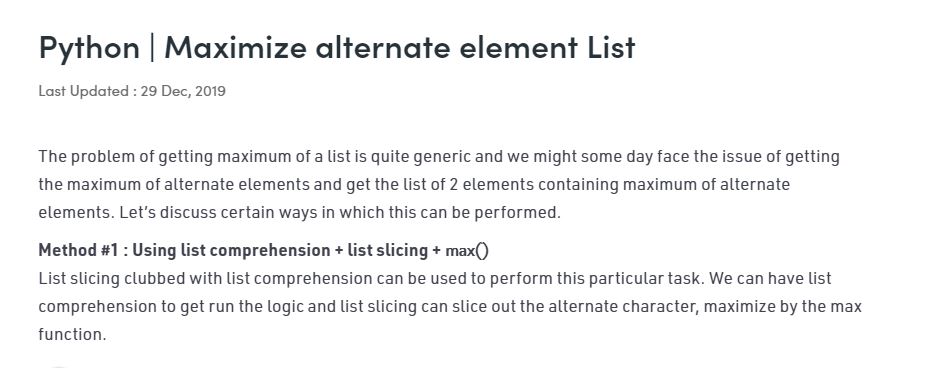 Python | Maximize alternate element List
Last Updated : 29 Dec, 2019
The problem of getting maximum of a list is quite generic and we might some day face the issue of getting
the maximum of alternate elements and get the list of 2 elements containing maximum of alternate
elements. Let’s discuss certain ways in which this can be performed.
Method #1 : Using list comprehension + list slicing + max()
List slicing clubbed with list comprehension can be used to perform this particular task. We can have list
comprehension to get run the logic and list slicing can slice out the alternate character, maximize by the max
function.